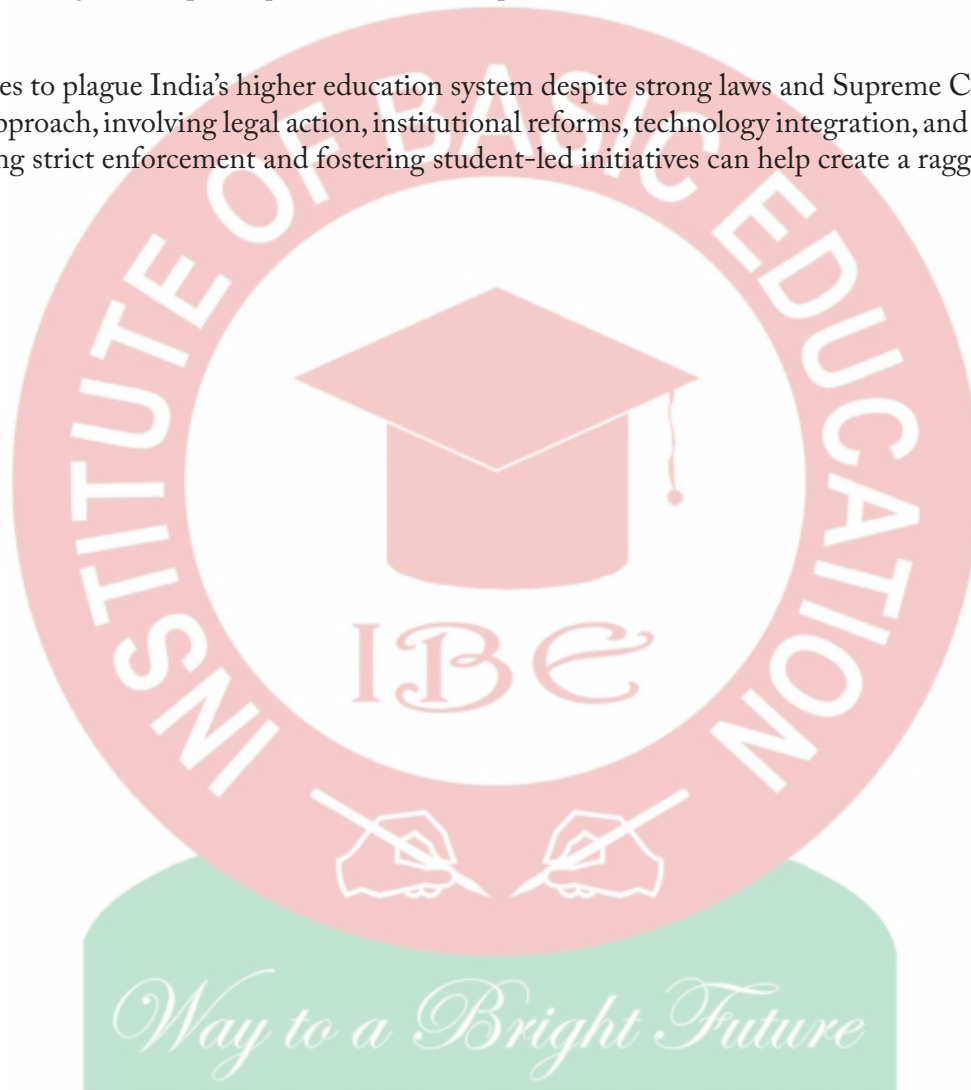 es to plague India’s higher education system despite strong laws and Supreme C
pproach, involving legal action, institutional reforms, technology integration, and
ng strict enforcement and fostering student-led initiatives can help create a ragg
INSTITUTE OF BASIC EDUCATION
IBE
Way to a Bright Future